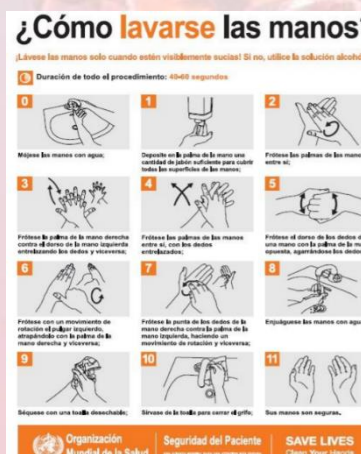 ¿Cómo lavarse las manos?
¡Lávese las manos solo cuando estén visiblemente sucias! Si no, utilice la solución alcohó
Duración de todo el procedimiento: 40-60 segundos
0
Mójese las manos con agua;
1
Deposite en la palma de la mano una
cantidad de jabón suficiente para cubrir
todas las superficies de las manos;
2
Frótese las palmas de las mano
entre sí;
3
Frótese la palma de la mano derecha
contra el dorso de la mano izquierda
entrelazando los dedos y viceversa;
4
Frótese las palmas de las manos
entre sí, con los dedos
entrelazados;
5
Frótese el dorso de los dedos d
una mano con la palma de la m
opuesta, agarrándose los dedos
6
Frótese con un movimiento de
rotación el pulgar izquierdo,
atrapándolo con la palma de la
mano derecha y viceversa;
7
Frótese la punta de los dedos de la
mano derecha contra la palma de la
mano izquierda, haciendo un
movimiento de rotación y viceversa;
8
Enjuáguese las manos con agu
9
Séquese con una toalla desechable;
10
Sírvase de la toalla para cerrar el grifo;
11
Sus manos son seguras.
Organización
Mundial de la Salud
Seguridad del Paciente
SAVE LIVES
Clean Your Hands